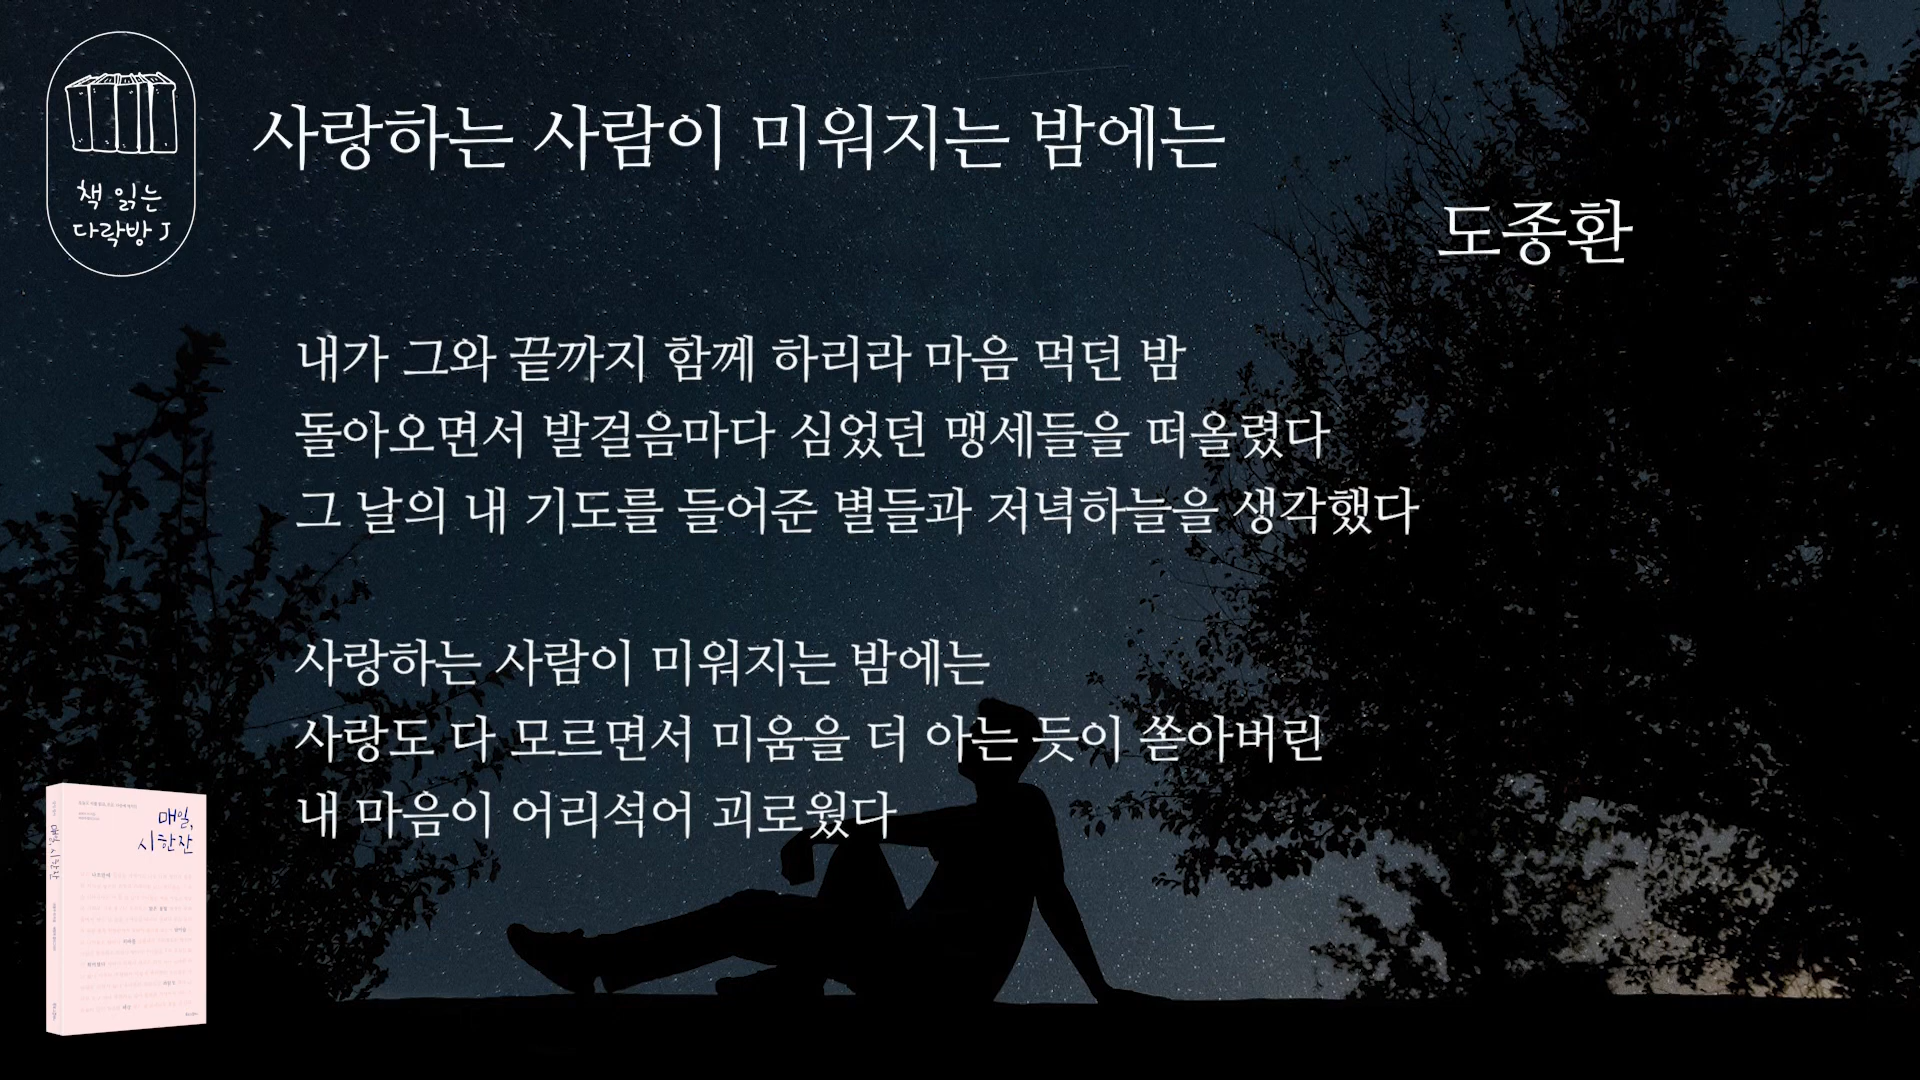 책 읽는
다락방 J
사랑하는 사람이 미워지는 밤에는
도종환
내가 그와 끝까지 함께 하리라 마음 먹던 밤
돌아오면서 발걸음마다 심었던 맹세들을 떠올렸다
그 날의 내 기도를 들어준 별들과 저녁하늘을 생각했다
사랑하는 사람이 미워지는 밤에는
사랑도 다 모르면서 미움을 더 아는 듯이 쏟아버린
내 마음이 어리석어 괴로웠다
매일,
시 한 잔
매일, 시 한 잔